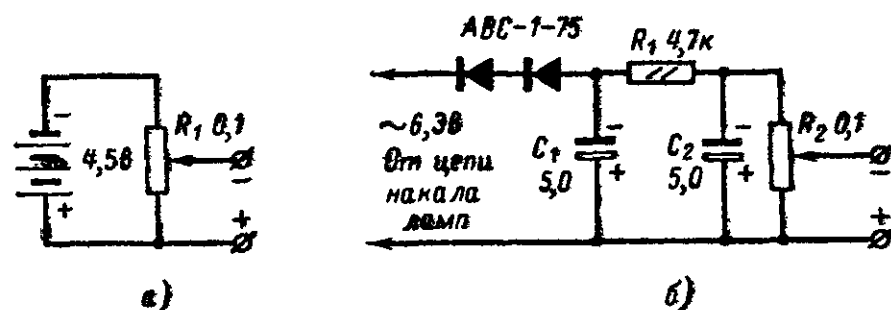 АВС-1-75
R₁ 4,7к
R₁ 0,1
4,5в
~6,3в
От цепи
накала
ламп
C₁
5,0
C₂
5,0
R₂ 0,1
а)
б)